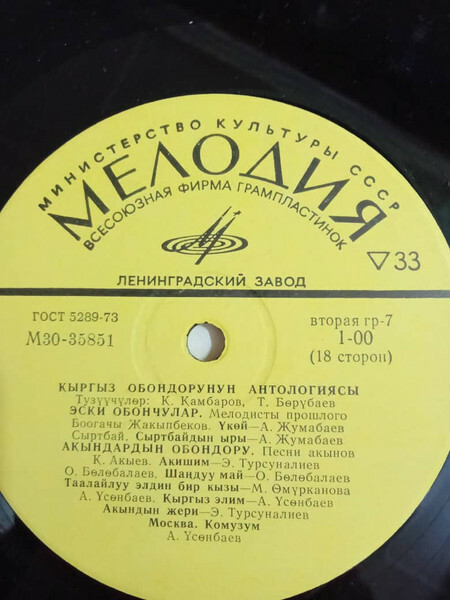 МИНИСТЕРСТВО КУЛЬТУРЫ СССР
МЕЛОДИЯ
ВСЕСОЮЗНАЯ ФИРМА ГРАМПЛАСТИНОК
▽33
ЛЕНИНГРАДСКИЙ ЗАВОД
ГОСТ 5289-73
М30-35851
вторая гр-7
1-00
(18 сторон)
КЫРГЫЗ ОБОНДОРУНУН АНТОЛОГИЯСЫ
Тузуучулөр: К. Камбаров, Т. Бөрүбаев
ЭСКИ ОБОНЧУЛАР. Мелодисты прошлого
Боогачы Жакыпбеков. Үкөй—А. Жумабаев
Сыртбай. Сыртбайдын ыры—А. Жумабаев
АКЫНДАРДЫН ОБОНДОРУ. Песни акынов
К. Акыев. Акишим—Э. Турсуналиев
О. Бөлөбалаев. Шаңдуу май—О. Бөлөбалаев
Таалайлуу элдин бир кызы—М. Өмүрканова
А. Үсөнбаев. Кыргыз элим—А. Үсөнбаев
Акындын жери—Э. Турсуналиев
Москва. Комузум
А. Үсөнбаев